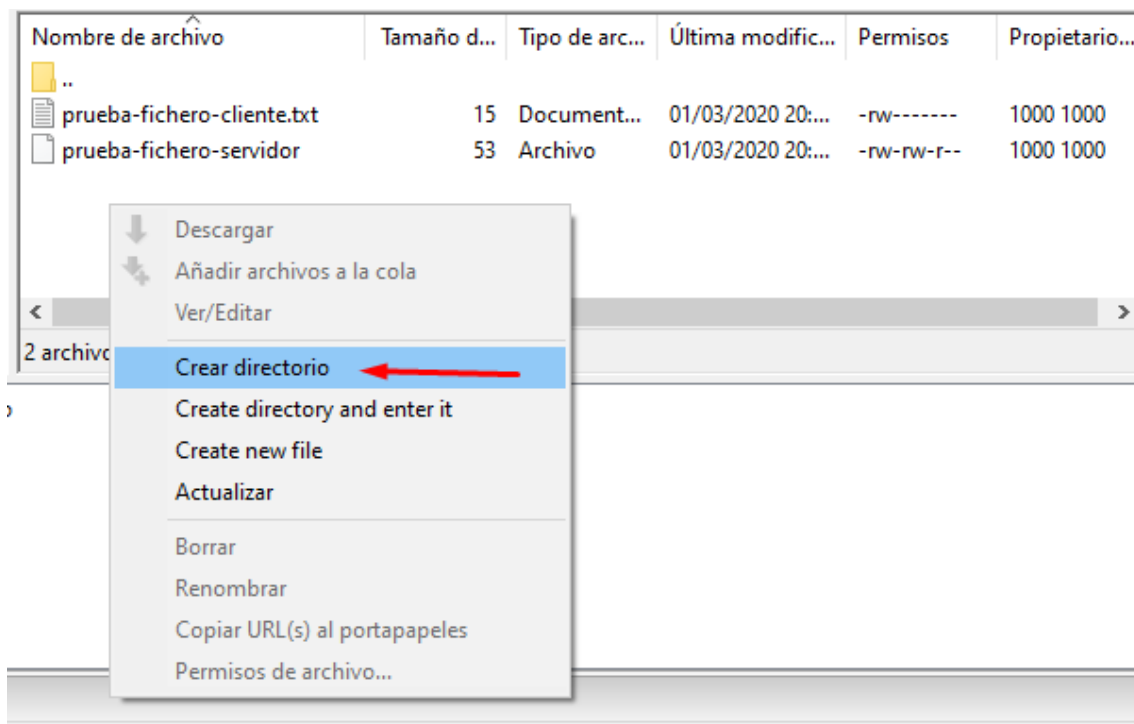 Nombre de archivo Tamaño d... Tipo de arc... Última modific... Permisos Propietario...
..
prueba-fichero-cliente.txt 15 Document... 01/03/2020 20:... -rw------- 1000 1000
prueba-fichero-servidor 53 Archivo 01/03/2020 20:... -rw-rw-r-- 1000 1000
Descargar
Añadir archivos a la cola
Ver/Editar
2 archivo
Crear directorio
Create directory and enter it
Create new file
Actualizar
Borrar
Renombrar
Copiar URL(s) al portapapeles
Permisos de archivo...